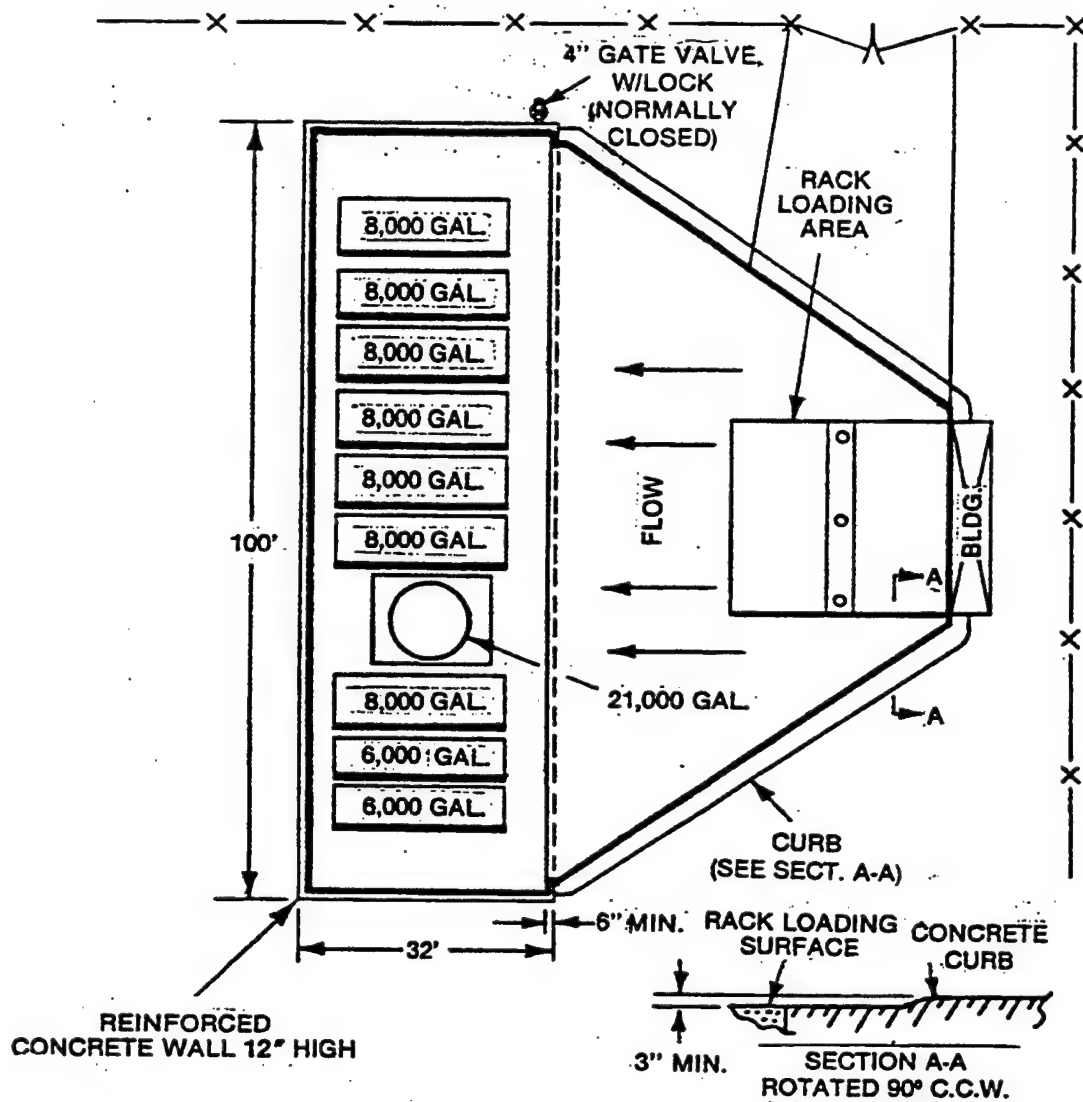 4" GATE VALVE,
W/LOCK
(NORMALLY
CLOSED)
RACK
LOADING
AREA
8,000 GAL.
8,000 GAL.
8,000 GAL.
8,000 GAL.
8,000 GAL.
8,000 GAL.
100'
FLOW
BLDG.
A
21,000 GAL.
8,000 GAL.
6,000 GAL.
6,000 GAL.
A
CURB
(SEE SECT. A-A)
6" MIN.
32'
RACK LOADING
SURFACE
CONCRETE
CURB
REINFORCED
CONCRETE WALL 12" HIGH
3" MIN.
SECTION A-A
ROTATED 90° C.C.W.